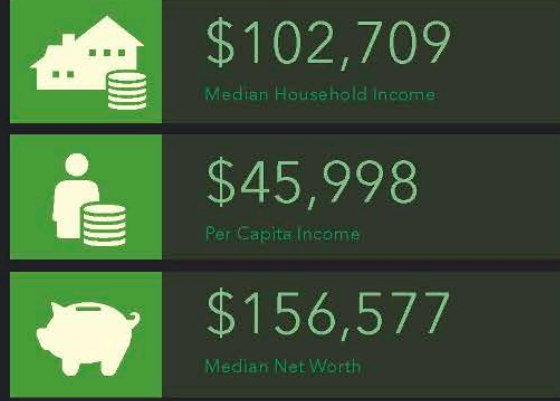 $102,709
Median Household Income
$45,998
Per Capita Income
$156,577
Median Net Worth